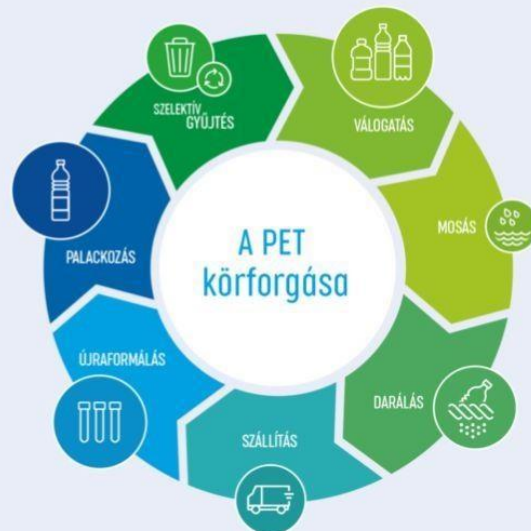 A PET
körforgása
SZELEKTÍV
GYŰJTÉS
VÁLOGATÁS
MOSÁS
DARÁLÁS
SZÁLLÍTÁS
ÚJRAFORMÁLÁS
PALACKOZÁS